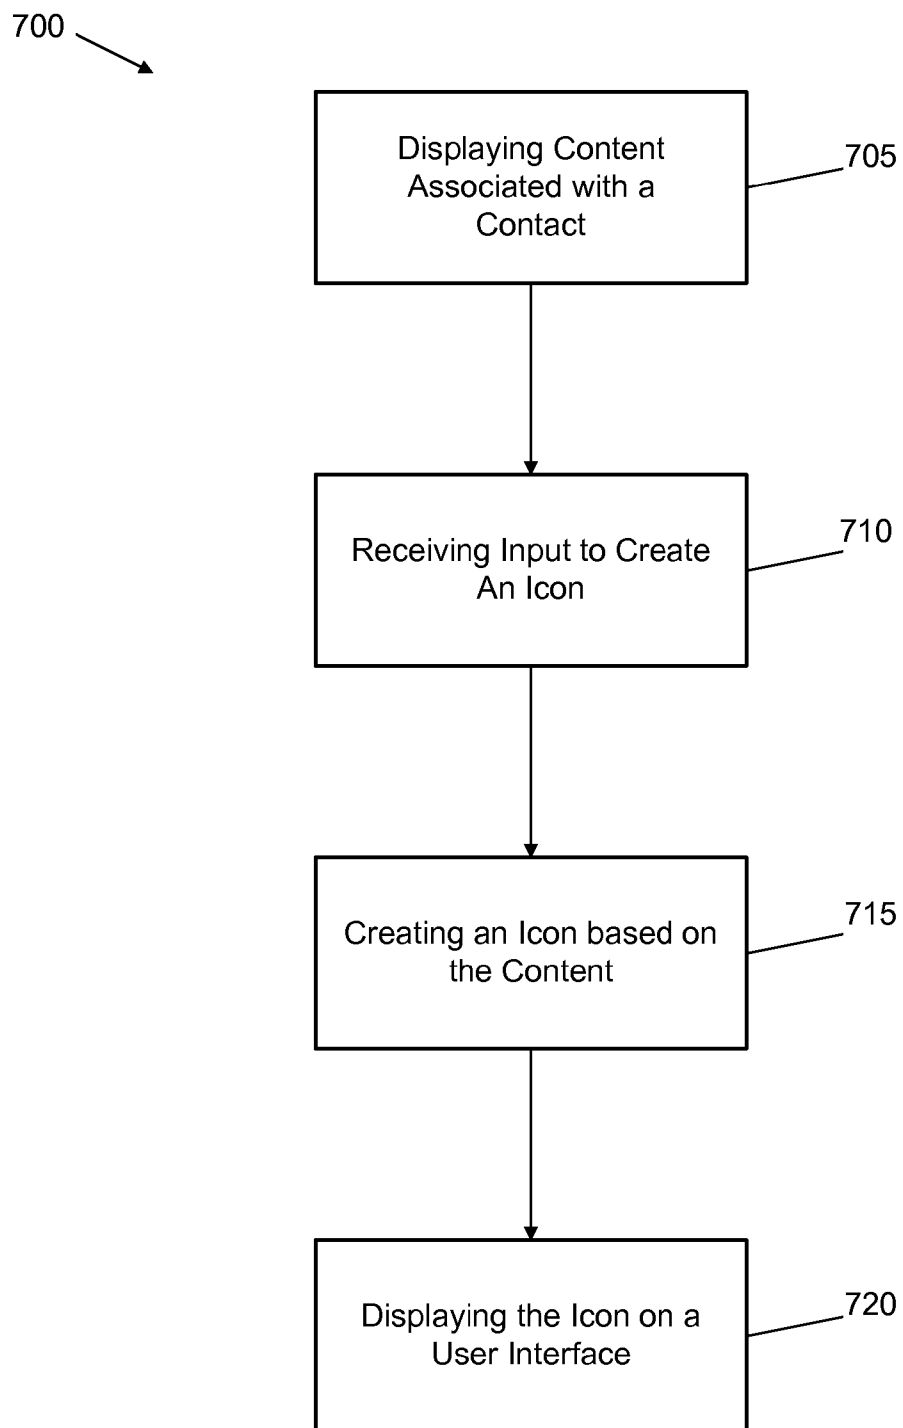 700
Displaying Content
Associated with a
Contact
705
Receiving Input to Create
An Icon
710
Creating an Icon based on
the Content
715
Displaying the Icon on a
User Interface
720